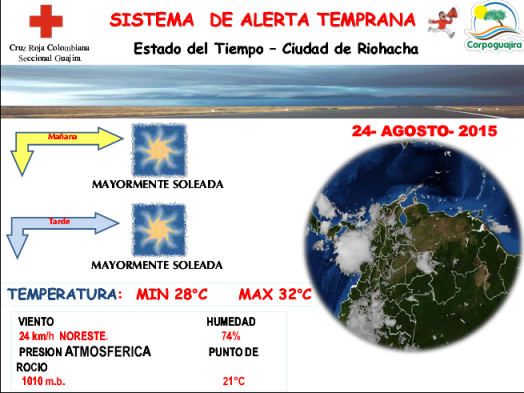 SISTEMA DE ALERTA TEMPRANA
Cruz Roja Colombiana
Seccional Guajira
Estado del Tiempo – Ciudad de Riohacha
Corpoguajira
24- AGOSTO- 2015
Mañana
MAYORMENTE SOLEADA
Tarde
MAYORMENTE SOLEADA
TEMPERATURA: MIN 28°C MAX 32°C
VIENTO HUMEDAD
24 km/h NORESTE. 74%
PRESION ATMOSFERICA PUNTO DE
ROCIO
1010 m.b. 21°C